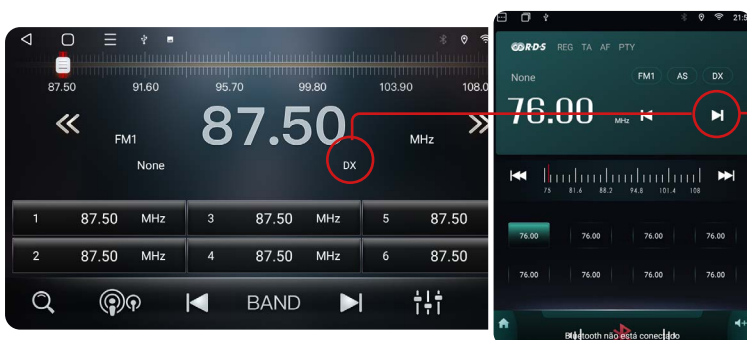 87.50 91.60 95.70 99.80 103.90 108.0
87.50
FM1
MHz
None
DX
1 87.50 MHz
3 87.50 MHz
5 87.50
2 87.50 MHz
4 87.50 MHz
6 87.50
BAND
21:5
R·D·S REG TA AF PTY
None
FM1 AS DX
76.00
MHz
75 81.6 88.2 94.8 101.4 108
76.00 76.00 76.00 76.00
76.00 76.00 76.00 76.00
Bluetooth não está conectado